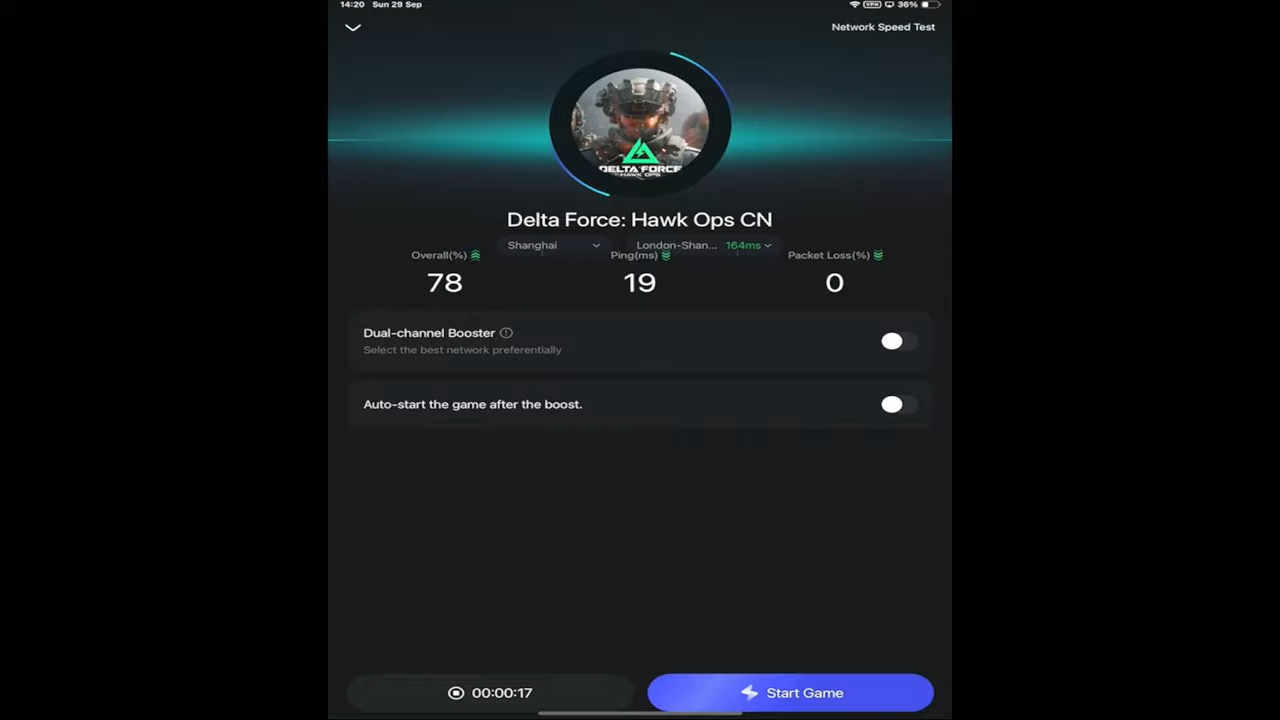 14:20 Sun 29 Sep VPN 36%
Network Speed Test
DELTA FORCE
HAWK OPS
Delta Force: Hawk Ops CN
Shanghai London-Shan... 164ms
Overall(%) Ping(ms) Packet Loss(%)
78 19 0
Dual-channel Booster
Select the best network preferentially
Auto-start the game after the boost.
00:00:17 Start Game